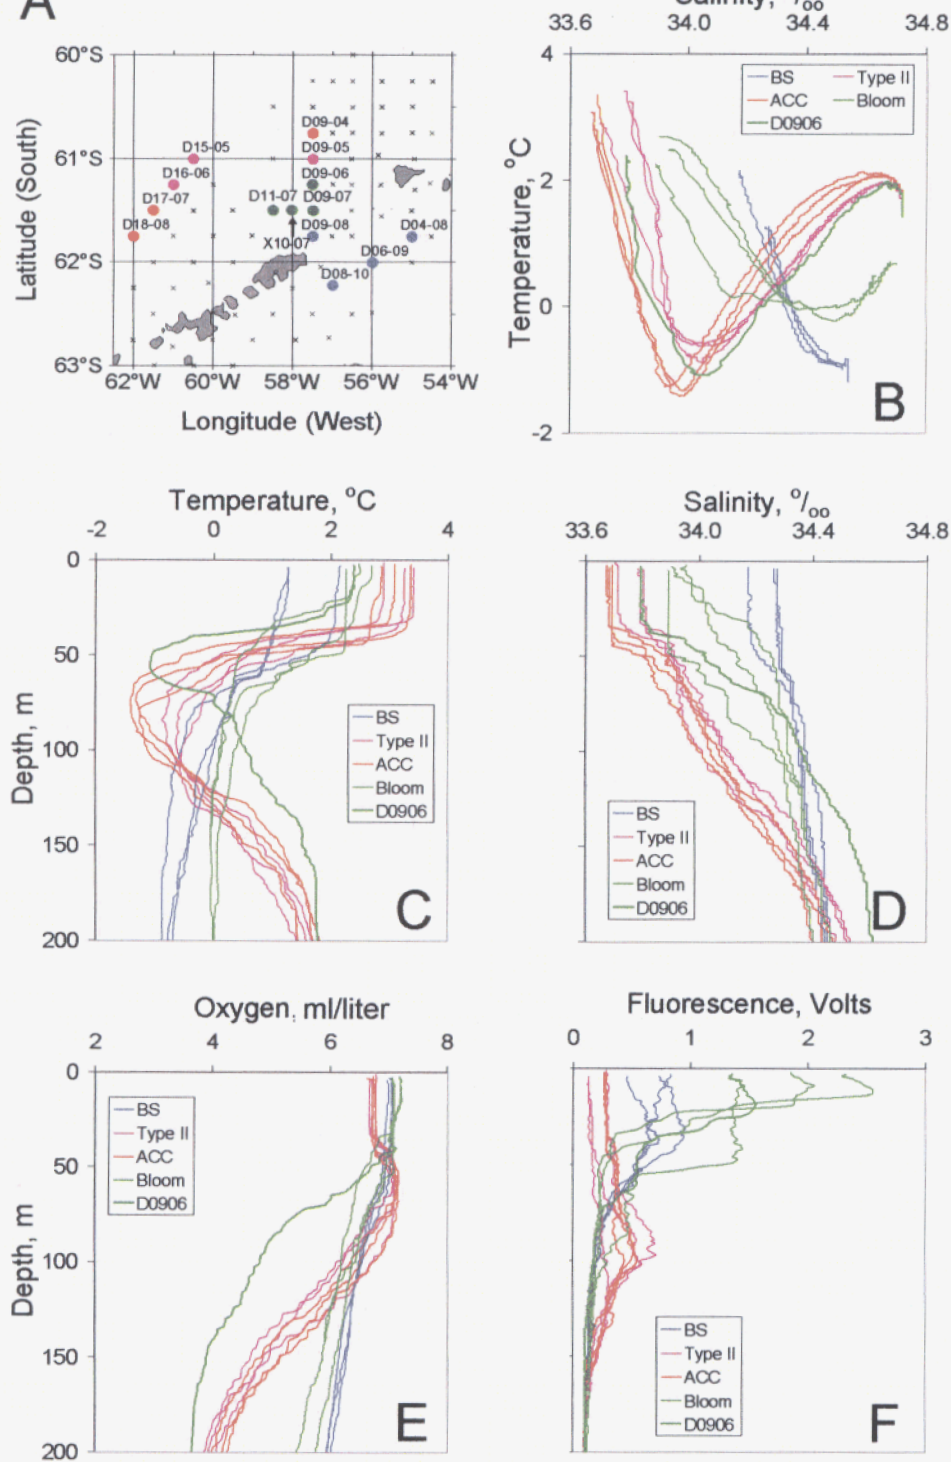 A
60°S
61°S
62°S
63°S
Latitude (South)
D09-04
D15-05
D09-05
D16-06
D09-06
D17-07
D11-07
D09-07
D18-08
D09-08
D04-08
X10-07
D06-09
D08-10
62°W
60°W
58°W
56°W
54°W
Longitude (West)
Salinity, o/oo
33.6
34.0
34.4
34.8
4
2
0
-2
Temperature, °C
BS
Type II
ACC
Bloom
D0906
B
Temperature, °C
-2
0
2
4
0
50
100
150
200
Depth, m
BS
Type II
ACC
Bloom
D0906
C
Salinity, o/oo
33.6
34.0
34.4
34.8
BS
Type II
ACC
Bloom
D0906
D
Oxygen, ml/liter
2
4
6
8
0
50
100
150
200
Depth, m
BS
Type II
ACC
Bloom
D0906
E
Fluorescence, Volts
0
1
2
3
BS
Type II
ACC
Bloom
D0906
F